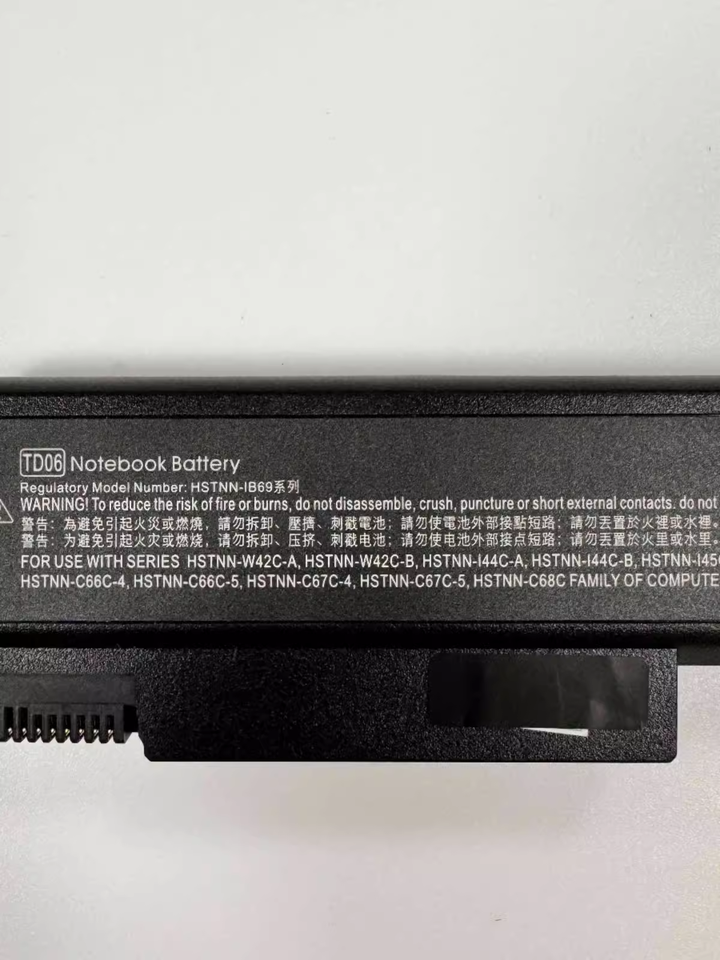 TD06 Notebook Battery
Regulatory Model Number: HSTNN-IB69系列
WARNING! To reduce the risk of fire or burns, do not disassemble, crush, puncture or short external contacts. do not
警告：為避免引起火災或燃燒，請勿拆卸、壓擠、刺戳電池；請勿使電池外部接點短路；請勿丟置於火裡或水裡。
警告：为避免引起火灾或燃烧，请勿拆卸、压挤、刺戳电池；请勿使电池外部接点短路；请勿丢置於火里或水里。
FOR USE WITH SERIES HSTNN-W42C-A, HSTNN-W42C-B, HSTNN-I44C-A, HSTNN-I44C-B, HSTNN-I45C
HSTNN-C66C-4, HSTNN-C66C-5, HSTNN-C67C-4, HSTNN-C67C-5, HSTNN-C68C FAMILY OF COMPUTE